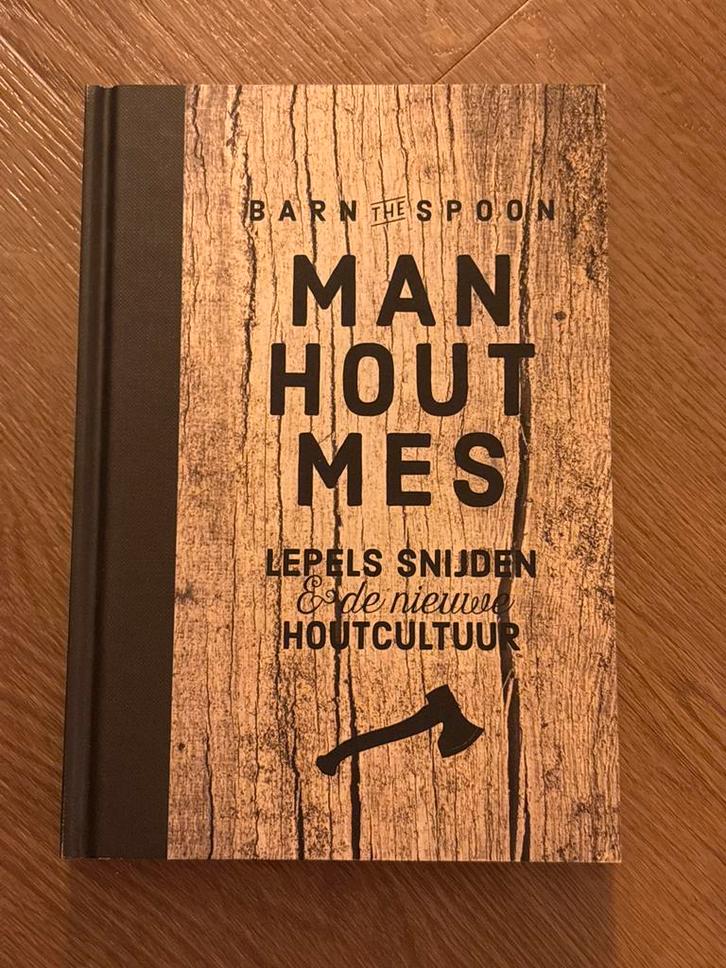 BARN THE SPOON
MAN
HOUT
MES
LEPELS SNIJDEN
& de nieuwe
HOUTCULTUUR